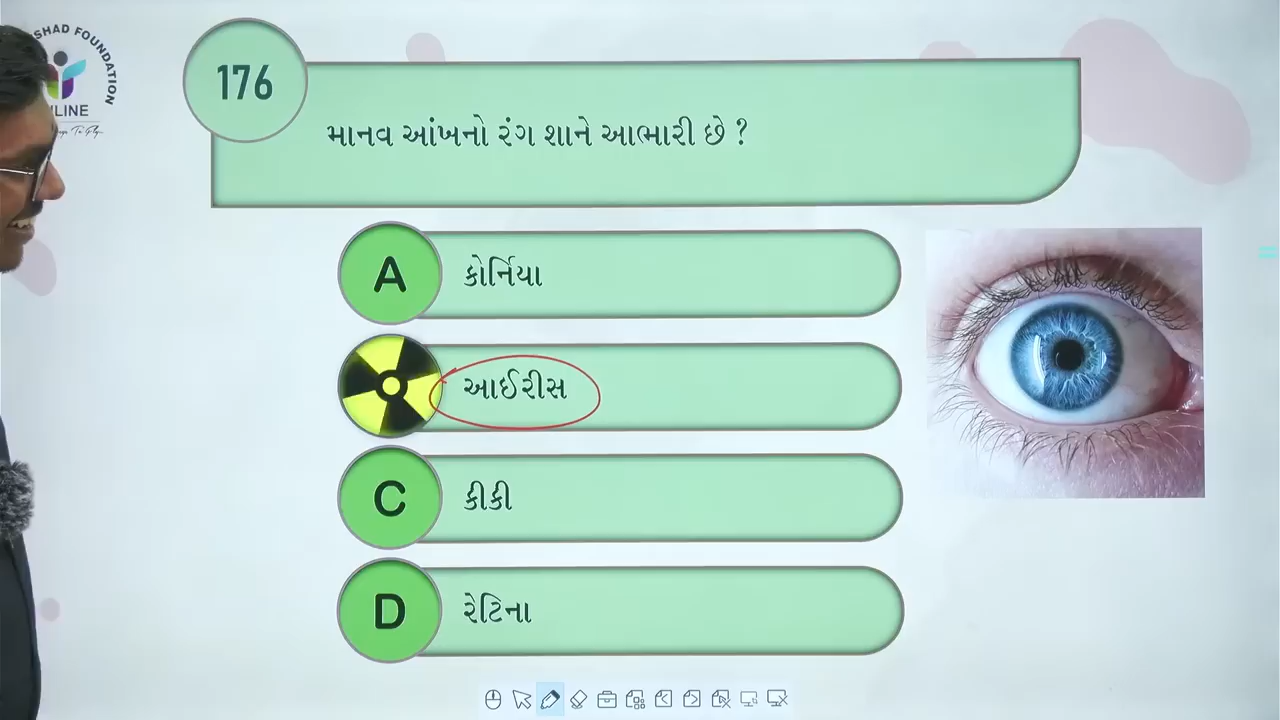 SHAD FOUNDATION
LINE
176
માનવ આંખનો રંગ શાને આભારી છે ?
A
કોર્નિયા
આઈરીસ
C
કીકી
D
રેટિના